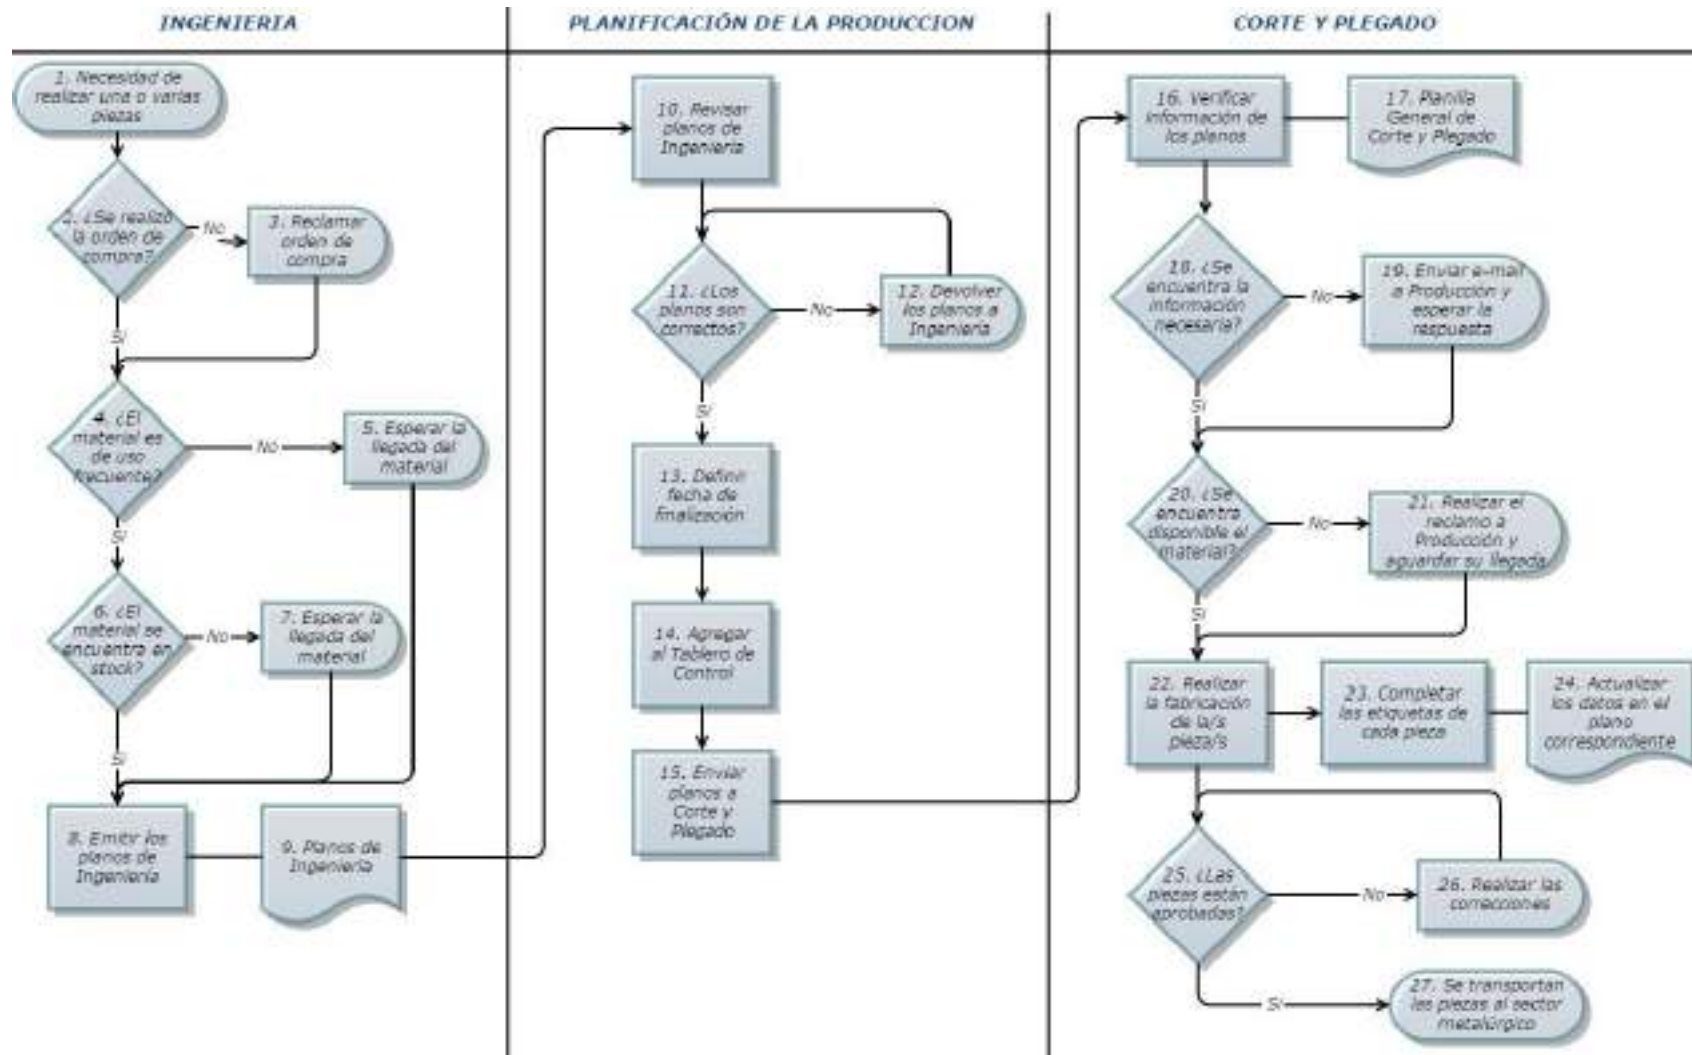 INGENIERIA
1. Necesidad de
realizar una o varias
piezas
2. ¿Se realizó
la orden de
compra?
No
3. Reclamar
orden de
compra
Si
4. ¿El
material es
de uso
frecuente?
No
5. Esperar la
llegada del
material
Si
6. ¿El
material se
encuentra en
stock?
No
7. Esperar la
llegada del
material
Si
8. Emitir los
planos de
Ingeniería
9. Planos de
Ingeniería
PLANIFICACIÓN DE LA PRODUCCION
10. Revisar
planos de
Ingeniería
11. ¿Los
planos son
correctos?
No
12. Devolver
los planos a
Ingeniería
Si
13. Definir
fecha de
finalización
14. Agregar
al Tablero de
Control
15. Enviar
planos a
Corte y
Plegado
CORTE Y PLEGADO
16. Verificar
información de
los planos
17. Planilla
General de
Corte y Plegado
18. ¿Se
encuentra la
información
necesaria?
No
19. Enviar e-mail
a Producción y
esperar la
respuesta
Si
20. ¿Se
encuentra
disponible el
material?
No
21. Realizar el
reclamo a
Producción y
aguardar su llegada
Si
22. Realizar
la fabricación
de la/s
pieza/s
23. Completar
las etiquetas de
cada pieza
24. Actualizar
los datos en el
plano
correspondiente
25. ¿Las
piezas están
aprobadas?
No
26. Realizar las
correcciones
Si
27. Se transportan
las piezas al sector
metalúrgico